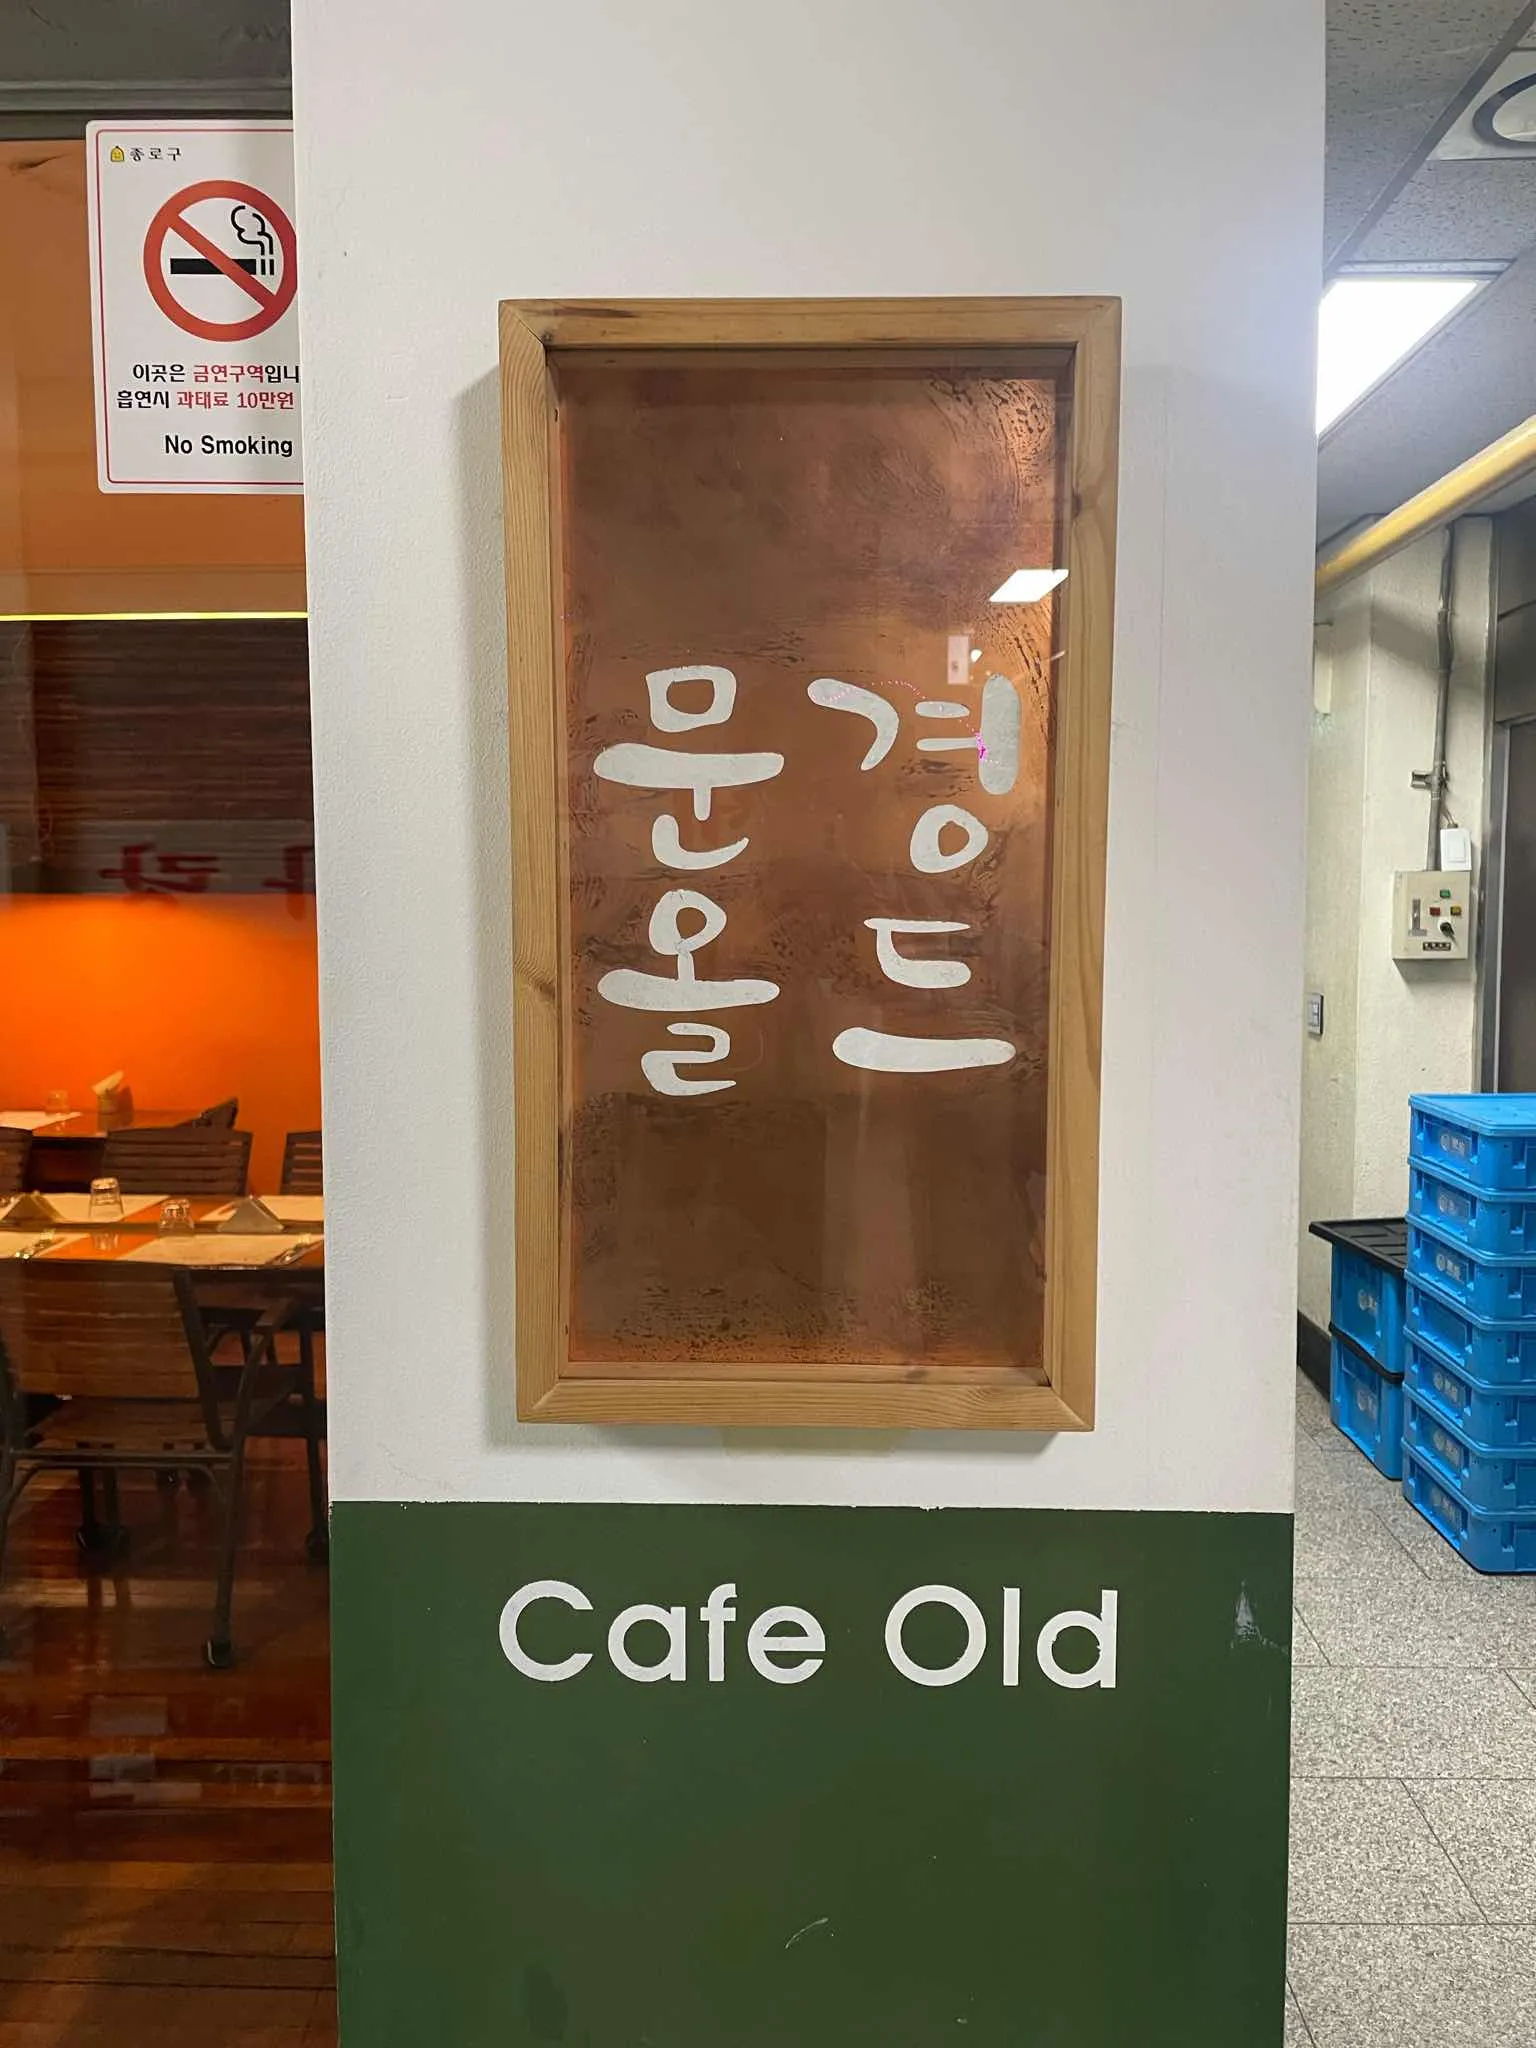 종로구
이곳은 금연구역입니
흡연시 과태료 10만원
No Smoking
문경
올드
Cafe Old